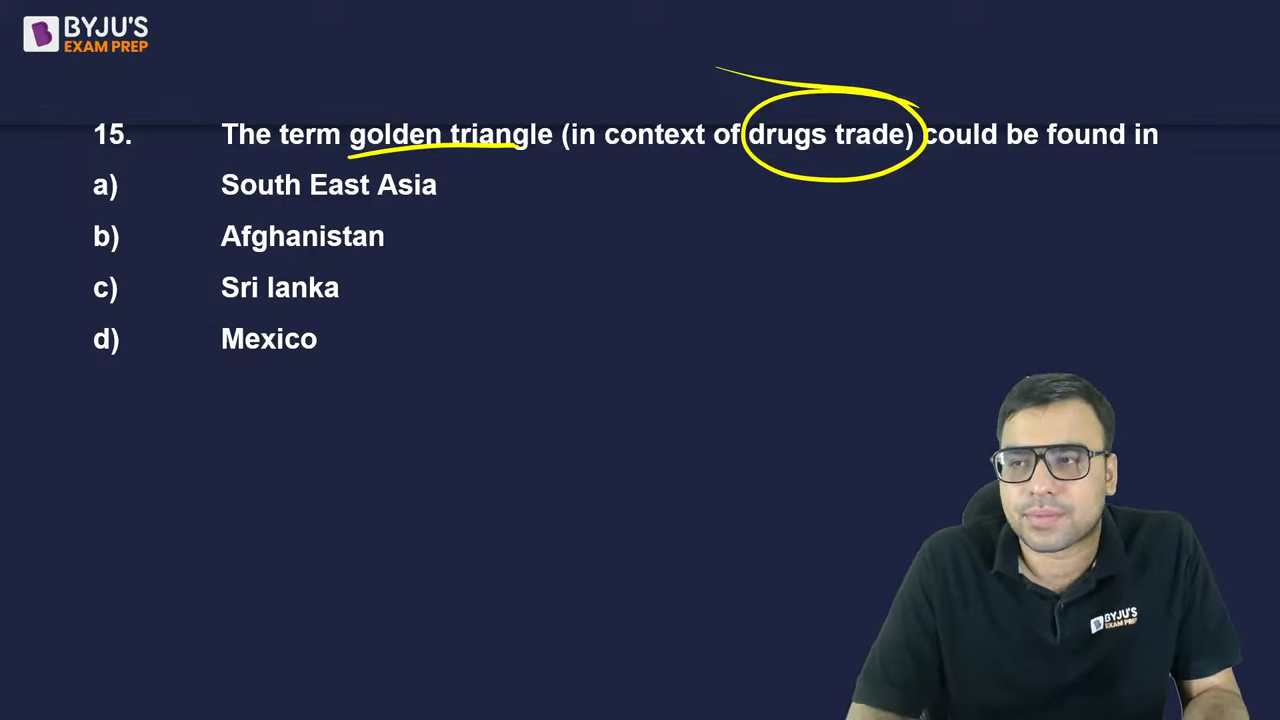 BYJU'S
EXAM PREP
15. The term golden triangle (in context of drugs trade) could be found in
a) South East Asia
b) Afghanistan
c) Sri lanka
d) Mexico
BYJU'S
EXAM PREP